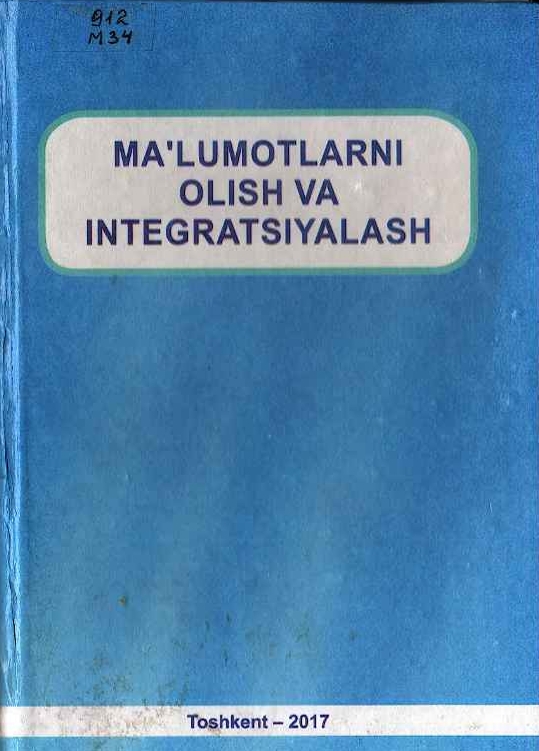 912
M34
MA'LUMOTLARNI
OLISH VA
INTEGRATSIYALASH
Toshkent – 2017